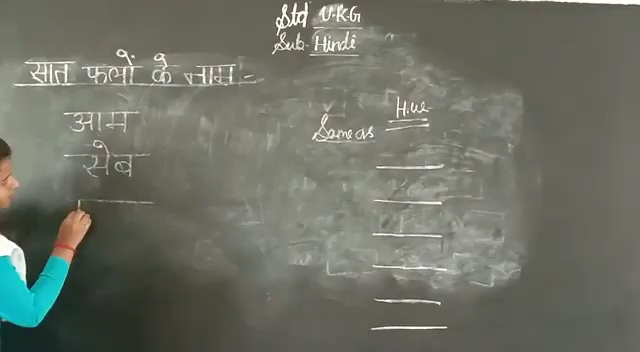 Std U.K.G
Sub. Hindi
सात फलों के नाम :-
आम
सेब
H.W
Same as